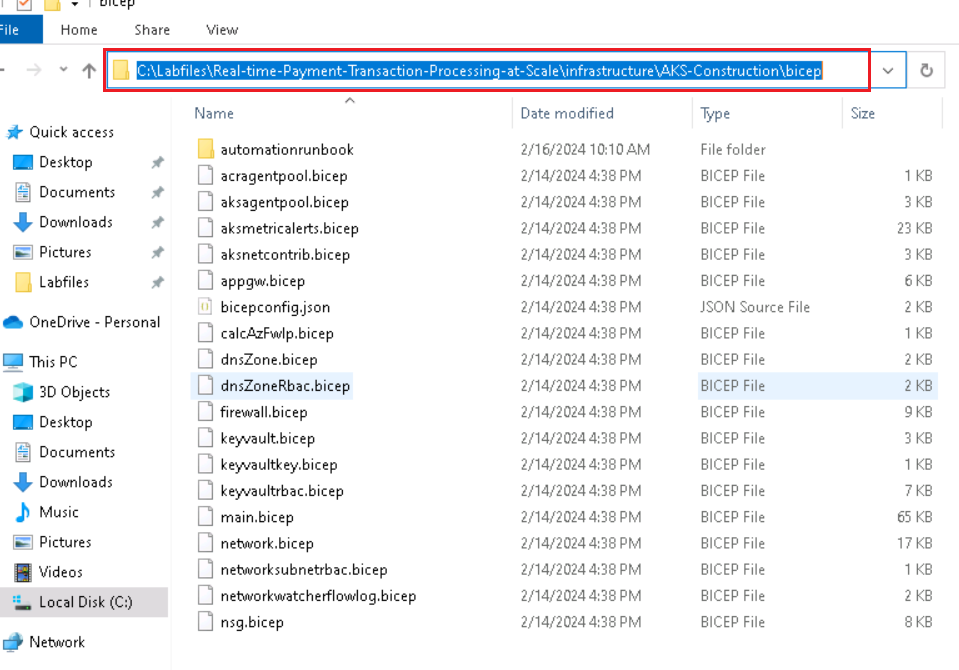 bicep
File Home Share View
C:\Labfiles\Real-time-Payment-Transaction-Processing-at-Scale\infrastructure\AKS-Construction\bicep
Name Date modified Type Size
Quick access
Desktop
Documents
Downloads
Pictures
Labfiles
OneDrive - Personal
This PC
3D Objects
Desktop
Documents
Downloads
Music
Pictures
Videos
Local Disk (C:)
Network
automationrunbook 2/16/2024 10:10 AM File folder
acragentpool.bicep 2/14/2024 4:38 PM BICEP File 1 KB
aksagentpool.bicep 2/14/2024 4:38 PM BICEP File 3 KB
aksmetricalerts.bicep 2/14/2024 4:38 PM BICEP File 23 KB
aksnetcontrib.bicep 2/14/2024 4:38 PM BICEP File 3 KB
appgw.bicep 2/14/2024 4:38 PM BICEP File 6 KB
bicepconfig.json 2/14/2024 4:38 PM JSON Source File 2 KB
calcAzFwIp.bicep 2/14/2024 4:38 PM BICEP File 1 KB
dnsZone.bicep 2/14/2024 4:38 PM BICEP File 2 KB
dnsZoneRbac.bicep 2/14/2024 4:38 PM BICEP File 2 KB
firewall.bicep 2/14/2024 4:38 PM BICEP File 9 KB
keyvault.bicep 2/14/2024 4:38 PM BICEP File 3 KB
keyvaultkey.bicep 2/14/2024 4:38 PM BICEP File 1 KB
keyvaultrbac.bicep 2/14/2024 4:38 PM BICEP File 7 KB
main.bicep 2/14/2024 4:38 PM BICEP File 65 KB
network.bicep 2/14/2024 4:38 PM BICEP File 17 KB
networksubnetrbac.bicep 2/14/2024 4:38 PM BICEP File 1 KB
networkwatcherflowlog.bicep 2/14/2024 4:38 PM BICEP File 2 KB
nsg.bicep 2/14/2024 4:38 PM BICEP File 8 KB